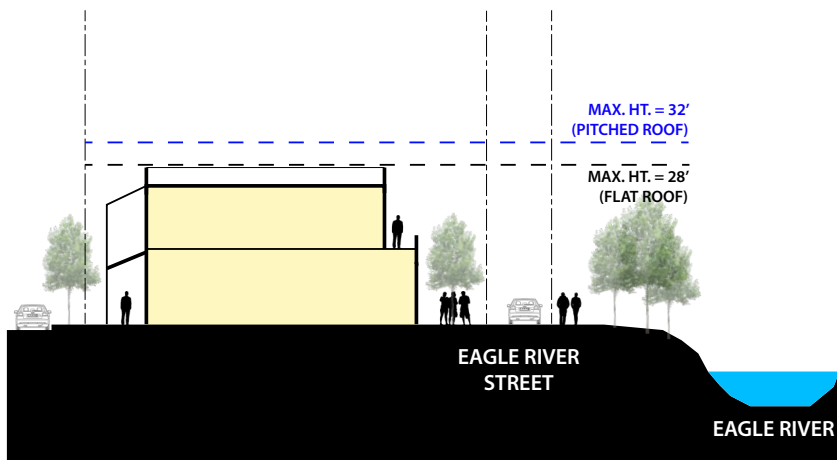 MAX. HT. = 32’
(PITCHED ROOF)
MAX. HT. = 28’
(FLAT ROOF)
EAGLE RIVER
STREET
EAGLE RIVER